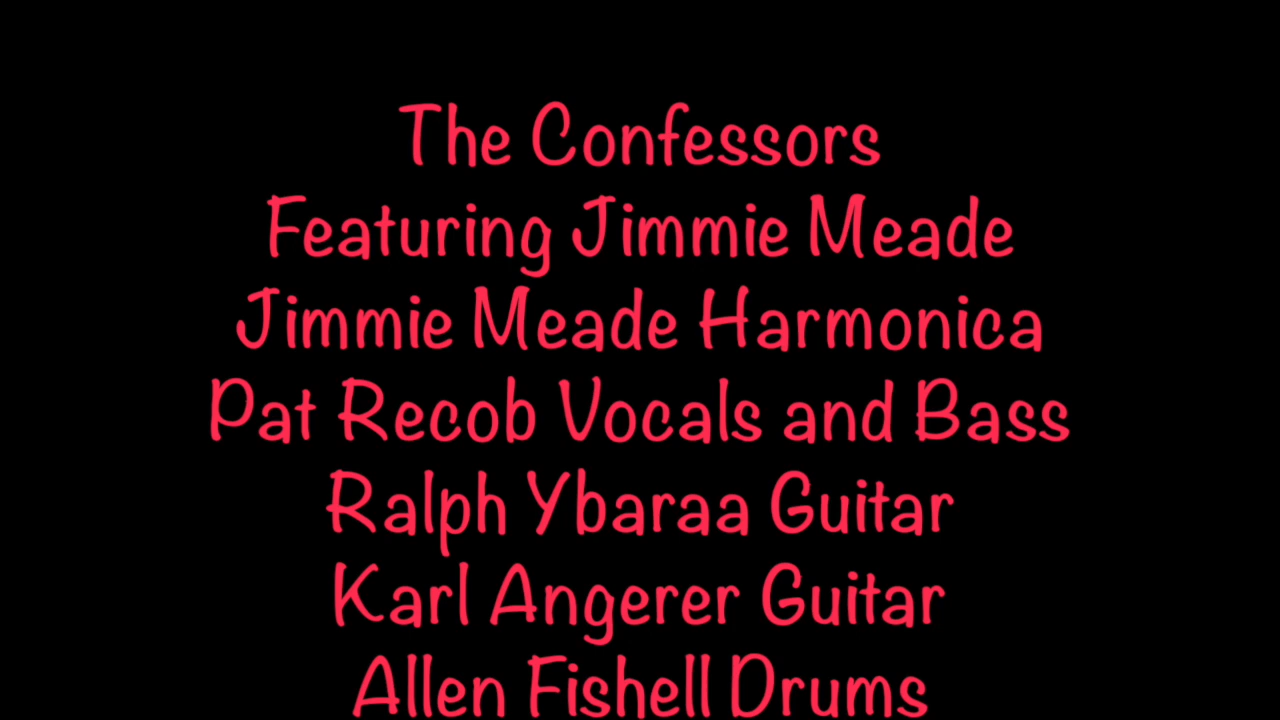 The Confessors
Featuring Jimmie Meade
Jimmie Meade Harmonica
Pat Recob Vocals and Bass
Ralph Ybaraa Guitar
Karl Angerer Guitar
Allen Fishell Drums